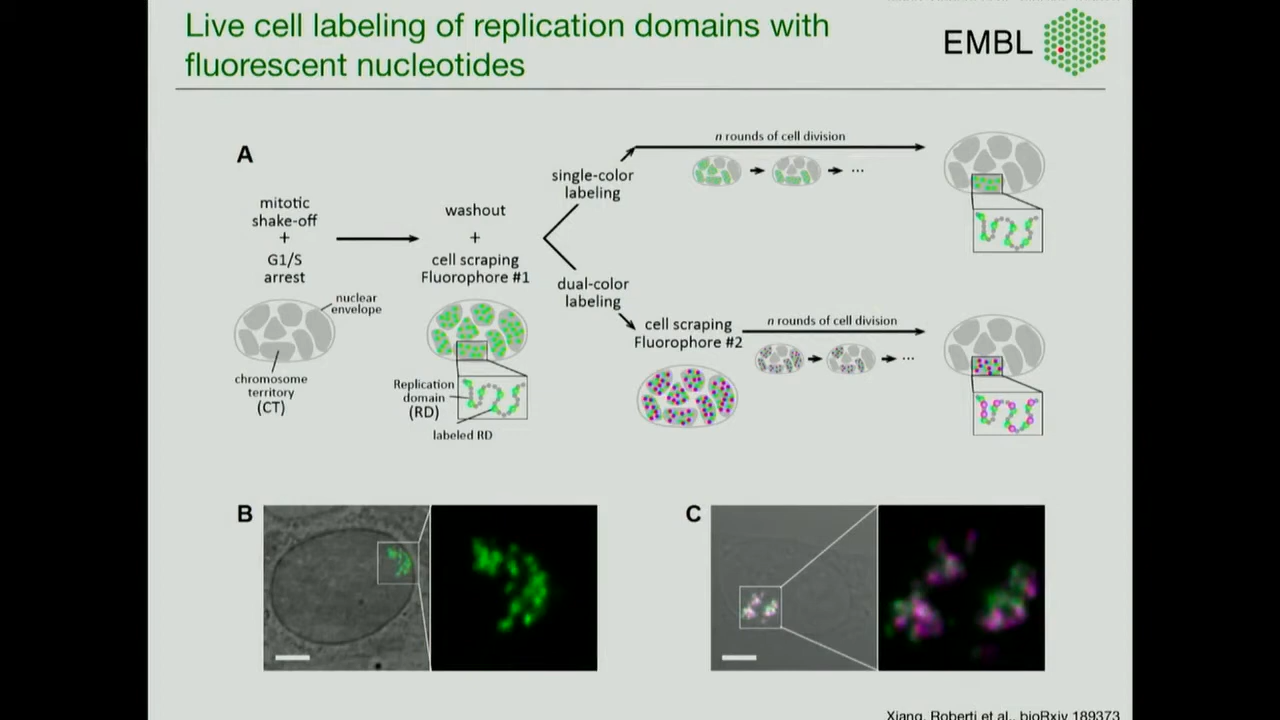 Live cell labeling of replication domains with
fluorescent nucleotides
EMBL
A
mitotic
shake-off
+
G1/S
arrest
nuclear
envelope
chromosome
territory
(CT)
washout
+
cell scraping
Fluorophore #1
Replication
domain
(RD)
labeled RD
single-color
labeling
n rounds of cell division
...
dual-color
labeling
cell scraping
Fluorophore #2
n rounds of cell division
...
B
C
Xiang, Roberti et al., bioRxiv 189373